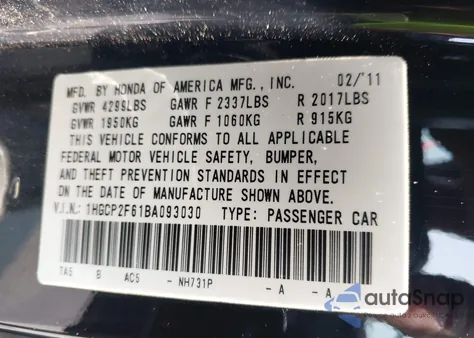 MFD. BY HONDA OF AMERICA MFG., INC. 02/11
GVWR 4299LBS GAWR F 2337LBS R 2017LBS
GVWR 1950KG GAWR F 1060KG R 915KG
THIS VEHICLE CONFORMS TO ALL APPLICABLE
FEDERAL MOTOR VEHICLE SAFETY, BUMPER,
AND THEFT PREVENTION STANDARDS IN EFFECT
ON THE DATE OF MANUFACTURE SHOWN ABOVE.
V.I.N.: 1HGCP2F61BA093030 TYPE: PASSENGER CAR
TA5 B AC5 - NH731P - A - A
autoSnap